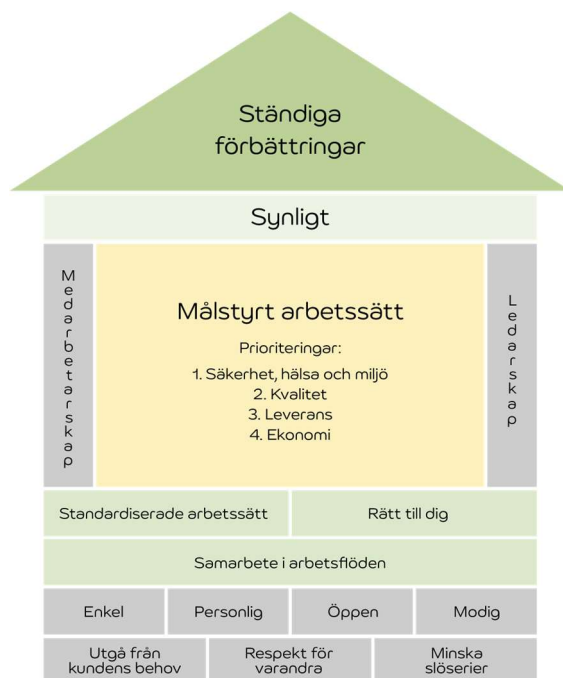 Ständiga
förbättringar
Synligt
Medarbetarskap
Målstyrt arbetssätt
Prioriteringar:
1. Säkerhet, hälsa och miljö
2. Kvalitet
3. Leverans
4. Ekonomi
Ledarskap
Standardiserade arbetssätt
Rätt till dig
Samarbete i arbetsflöden
Enkel
Personlig
Öppen
Modig
Utgå från
kundens behov
Respekt för
varandra
Minska
slöserier